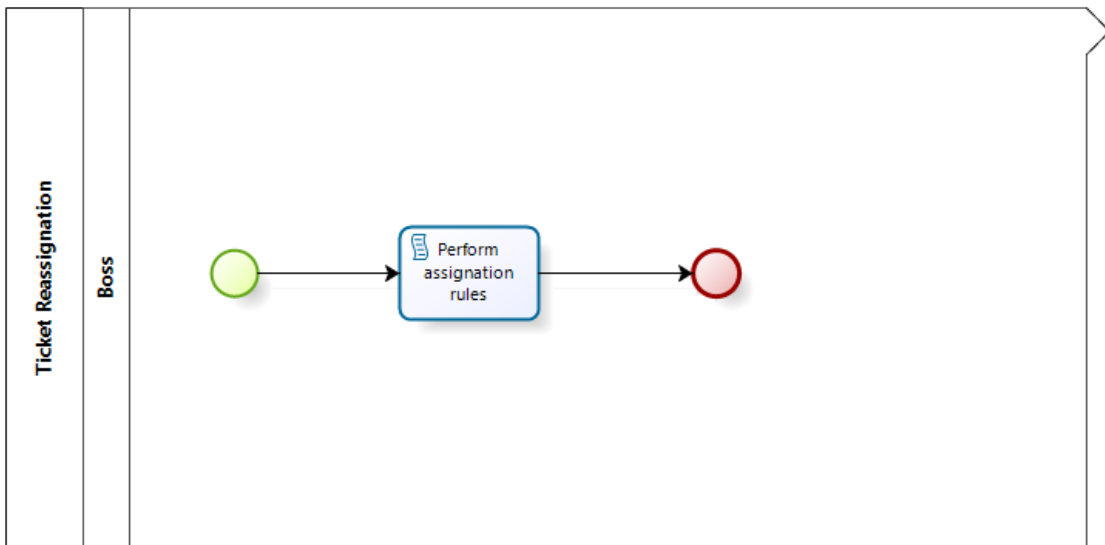 Ticket Reassignation
Boss
Perform
assignation
rules